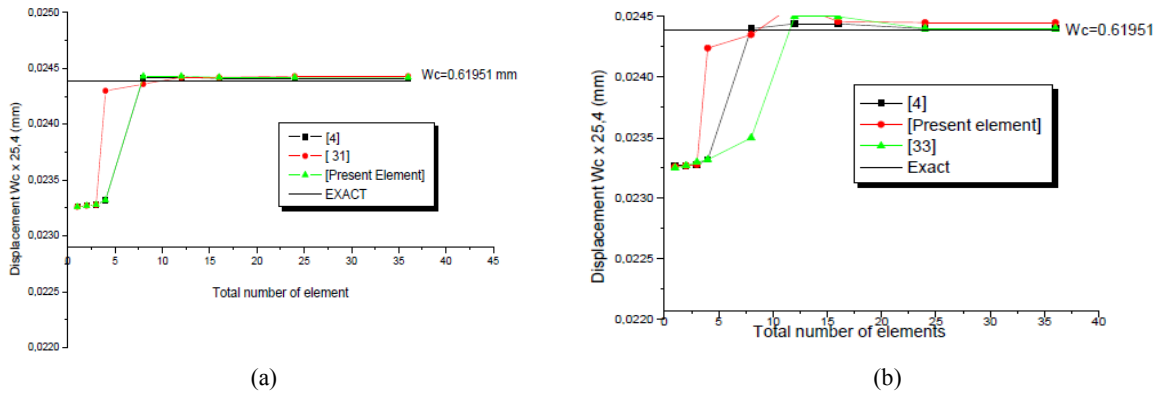 0,0250
0,0245
0,0240
0,0235
0,0230
0,0225
0,0220
Displacement Wc x 25,4 (mm)
Wc=0.61951 mm
[4]
[ 31]
[Present Element]
EXACT
0 5 10 15 20 25 30 35 40 45
Total number of element
(a)
0,0245
0,0240
0,0235
0,0230
0,0225
0,0220
Displacement Wc x 25,4 (mm)
Wc=0.61951
[4]
[Present element]
[33]
Exact
0 5 10 15 20 25 30 35 40
Total number of elements
(b)